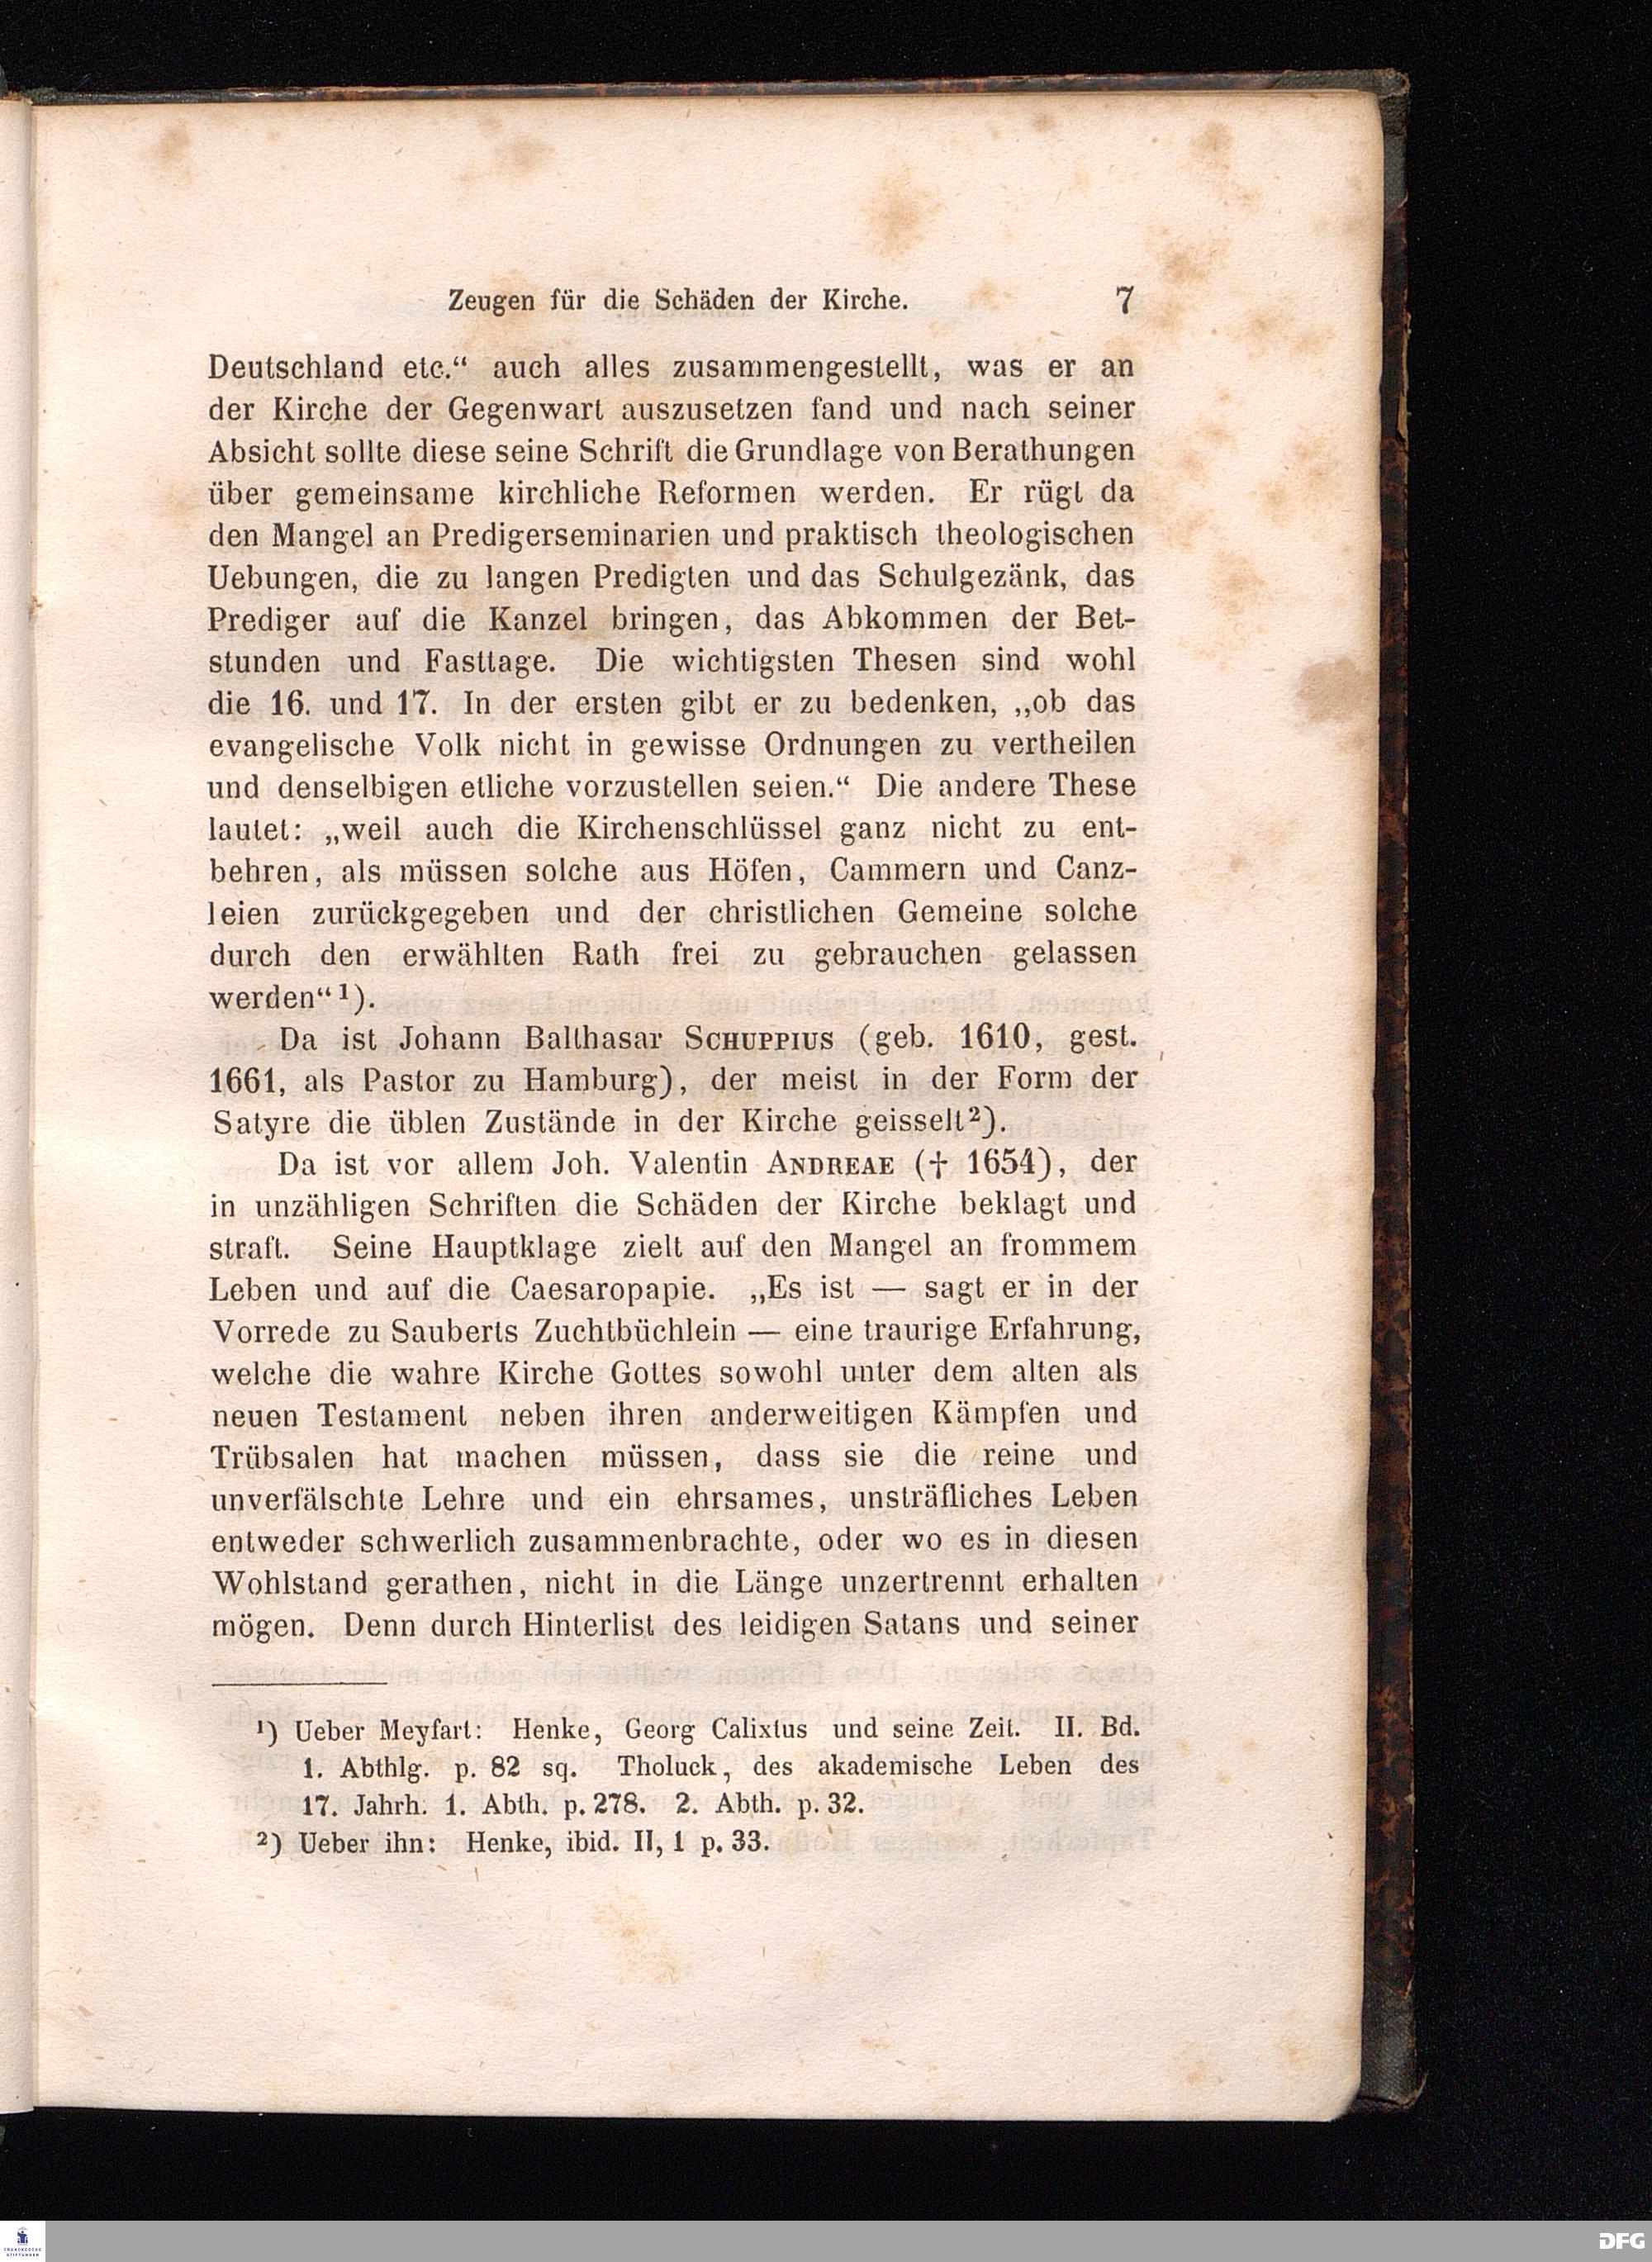 Zeugen für die Schäden der Kirche. 7
Deutschland etc.“ auch alles zusammengestellt, was er an
der Kirche der Gegenwart auszusetzen fand und nach seiner
Absicht sollte diese seine Schrift die Grundlage von Berathungen
über gemeinsame kirchliche Reformen werden. Er rügt da
den Mangel an Predigerseminarien und praktisch theologischen
Uebungen, die zu langen Predigten und das Schulgezänk, das
Prediger auf die Kanzel bringen, das Abkommen der Bet-
stunden und Fasttage. Die wichtigsten Thesen sind wohl
die 16. und 17. In der ersten gibt er zu bedenken, „ob das
evangelische Volk nicht in gewisse Ordnungen zu vertheilen
und denselbigen etliche vorzustellen seien.“ Die andere These
lautet: „weil auch die Kirchenschlüssel ganz nicht zu ent-
behren, als müssen solche aus Höfen, Cammern und Canz-
leien zurückgegeben und der christlichen Gemeine solche
durch den erwählten Rath frei zu gebrauchen gelassen
werden“ ¹).
Da ist Johann Balthasar SCHUPPIUS (geb. 1610, gest.
1661, als Pastor zu Hamburg), der meist in der Form der
Satyre die üblen Zustände in der Kirche geisselt²).
Da ist vor allem Joh. Valentin ANDREAE († 1654), der
in unzähligen Schriften die Schäden der Kirche beklagt und
straft. Seine Hauptklage zielt auf den Mangel an frommem
Leben und auf die Caesaropapie. „Es ist — sagt er in der
Vorrede zu Sauberts Zuchtbüchlein — eine traurige Erfahrung,
welche die wahre Kirche Gottes sowohl unter dem alten als
neuen Testament neben ihren anderweitigen Kämpfen und
Trübsalen hat machen müssen, dass sie die reine und
unverfälschte Lehre und ein ehrsames, unsträfliches Leben
entweder schwerlich zusammenbrachte, oder wo es in diesen
Wohlstand gerathen, nicht in die Länge unzertrennt erhalten
mögen. Denn durch Hinterlist des leidigen Satans und seiner
¹) Ueber Meyfart: Henke, Georg Calixtus und seine Zeit. II. Bd.
1. Abthlg. p. 82 sq. Tholuck, des akademische Leben des
17. Jahrh. 1. Abth. p. 278. 2. Abth. p. 32.
²) Ueber ihn: Henke, ibid. II, 1 p. 33.
FRANCKESCHE
STIFTUNGEN
DFG